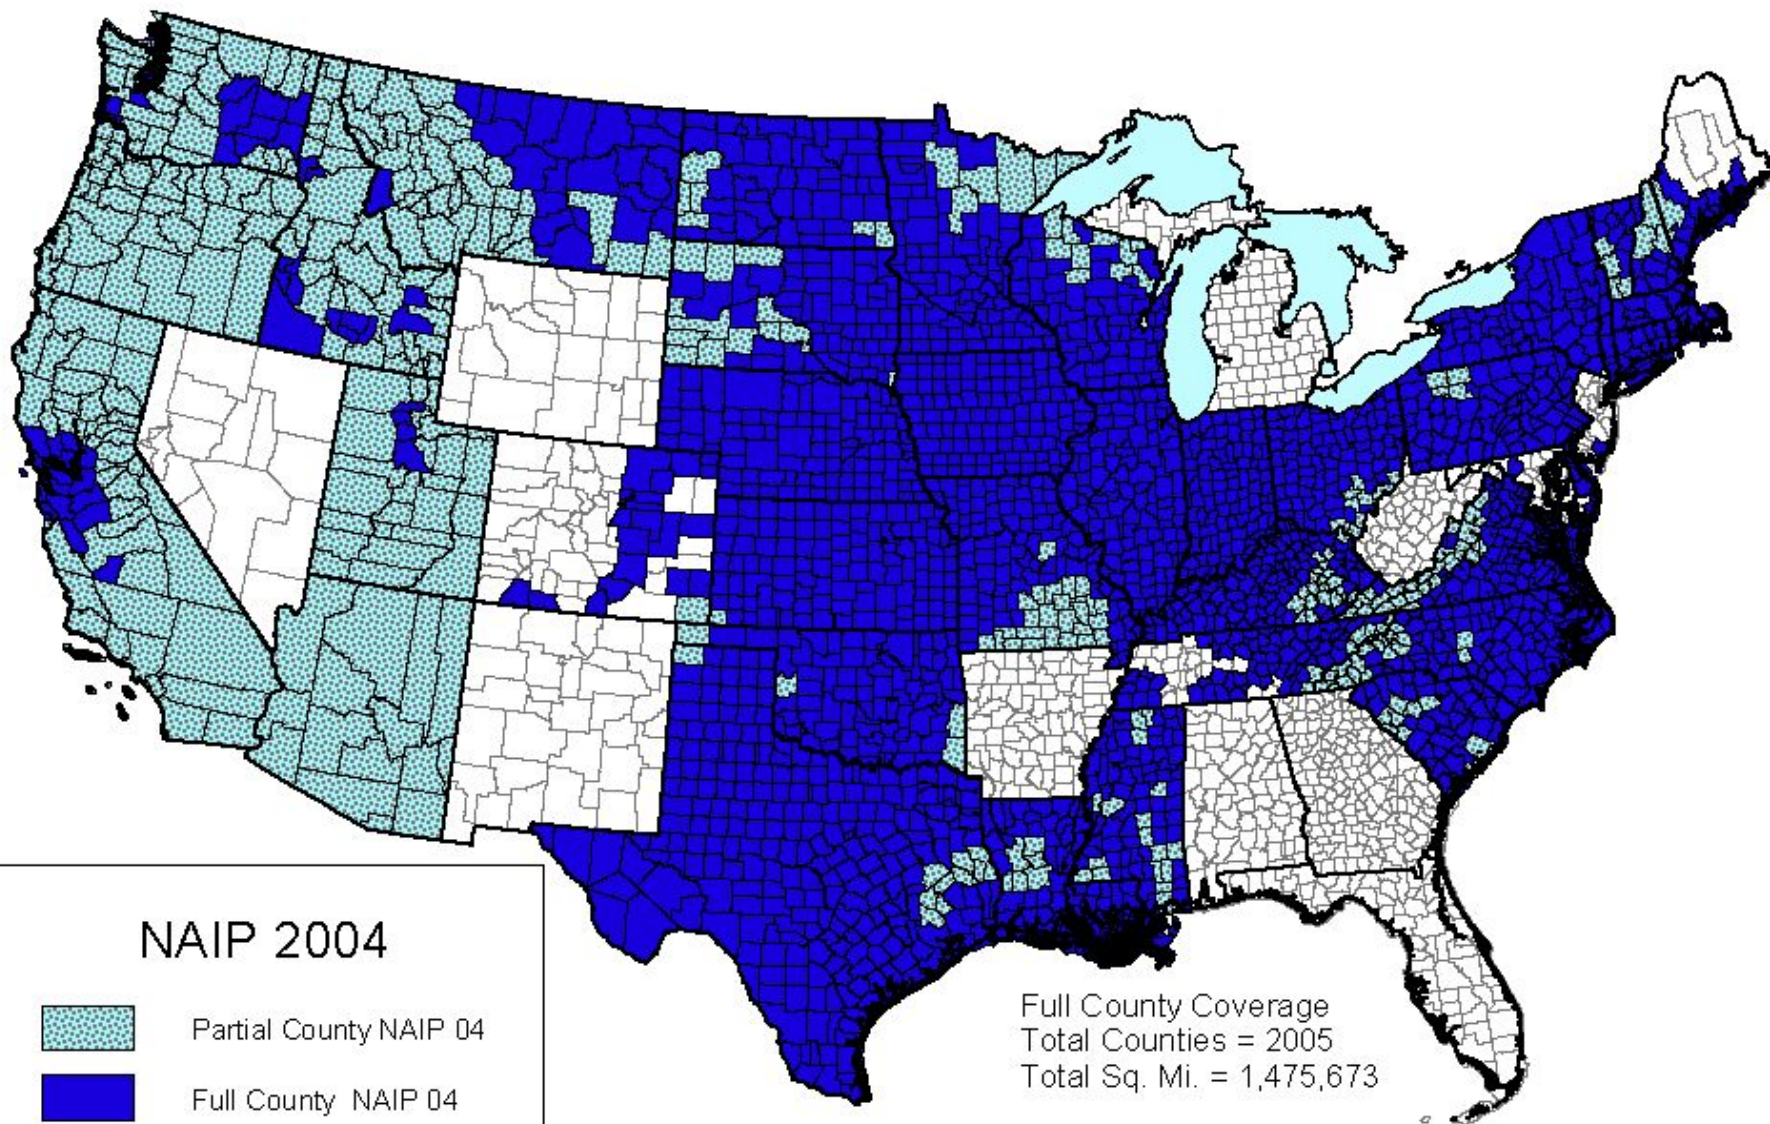 NAIP 2004
Partial County NAIP 04
Full County NAIP 04
Full County Coverage
Total Counties = 2005
Total Sq. Mi. = 1,475,673